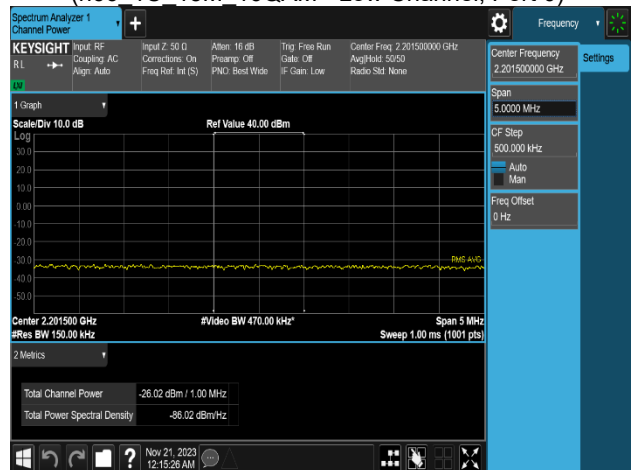 Spectrum Analyzer 1
Channel Power
Frequency
KEYSIGHT
R L
Input: RF
Coupling: AC
Align: Auto
Input Z: 50 Ω
Corrections: On
Freq Ref: Int (S)
Atten: 16 dB
Preamp: Off
PNO: Best Wide
Trig: Free Run
Gate: Off
IF Gain: Low
Center Freq: 2.201500000 GHz
Avg|Hold: 50/50
Radio Std: None
Center Frequency
2.201500000 GHz
Settings
Span
5.0000 MHz
CF Step
500.000 kHz
Auto
Man
Freq Offset
0 Hz
1 Graph
Scale/Div 10.0 dB
Ref Value 40.00 dBm
Log
30.0
20.0
10.0
0.00
-10.0
-20.0
-30.0
-40.0
-50.0
RMS AVG
Center 2.201500 GHz
#Video BW 470.00 kHz*
Span 5 MHz
#Res BW 150.00 kHz
Sweep 1.00 ms (1001 pts)
2 Metrics
Total Channel Power -26.02 dBm / 1.00 MHz
Total Power Spectral Density -86.02 dBm/Hz
?
Nov 21, 2023
12:15:26 AM